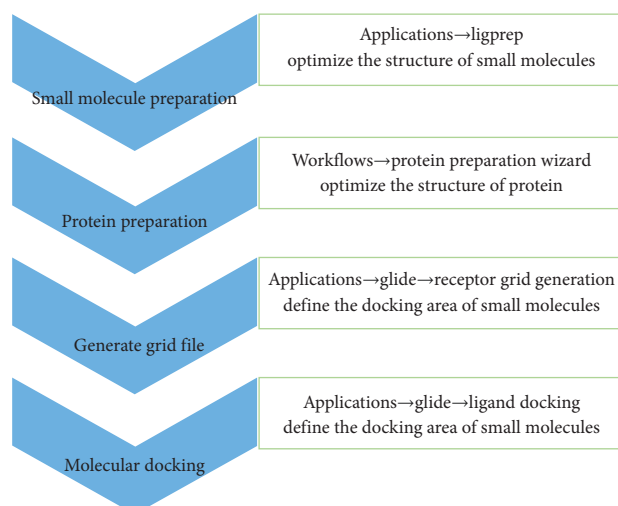 Applications→ligprep
optimize the structure of small molecules
Small molecule preparation
Workflows→protein preparation wizard
optimize the structure of protein
Protein preparation
Applications→glide→receptor grid generation
define the docking area of small molecules
Generate grid file
Applications→glide→ligand docking
define the docking area of small molecules
Molecular docking